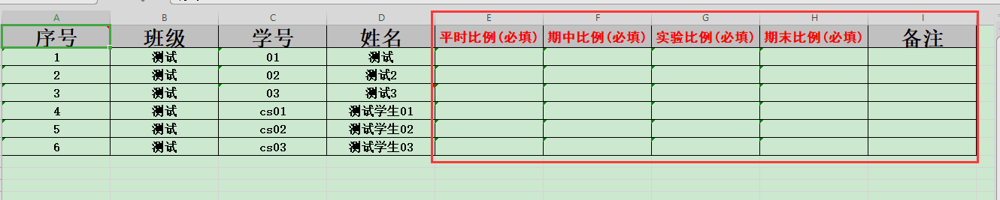 A B C D E F G H I
序号 班级 学号 姓名 平时比例(必填) 期中比例(必填) 实验比例(必填) 期末比例(必填) 备注
1 测试 01 测试
2 测试 02 测试2
3 测试 03 测试3
4 测试 cs01 测试学生01
5 测试 cs02 测试学生02
6 测试 cs03 测试学生03